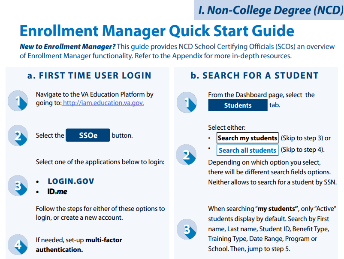 I. Non-College Degree (NCD)
Enrollment Manager Quick Start Guide
New to Enrollment Manager? This guide provides NCD School Certifying Officials (SCOs) an overview
of Enrollment Manager functionality. Refer to the Appendix for more in-depth resources.
a. FIRST TIME USER LOGIN
1
Navigate to the VA Education Platform by
going to: http://iam.education.va.gov.
2
Select the SSOe button.
Select one of the applications below to login:
3
• LOGIN.GOV
• ID.me
Follow the steps for either of these options to
login, or create a new account.
4
If needed, set-up multi-factor
authentication.
b. SEARCH FOR A STUDENT
1
From the Dashboard page, select the
Students tab.
Select either:
• Search my students (Skip to step 3) or
• Search all students (Skip to step 4).
2
Depending on which option you select,
there will be different search fields options.
Neither allows to search for a student by SSN.
When searching "my students", only "Active"
students display by default. Search by First
3
name, Last name, Student ID, Benefit Type,
Training Type, Date Range, Program or
School. Then, jump to step 5.